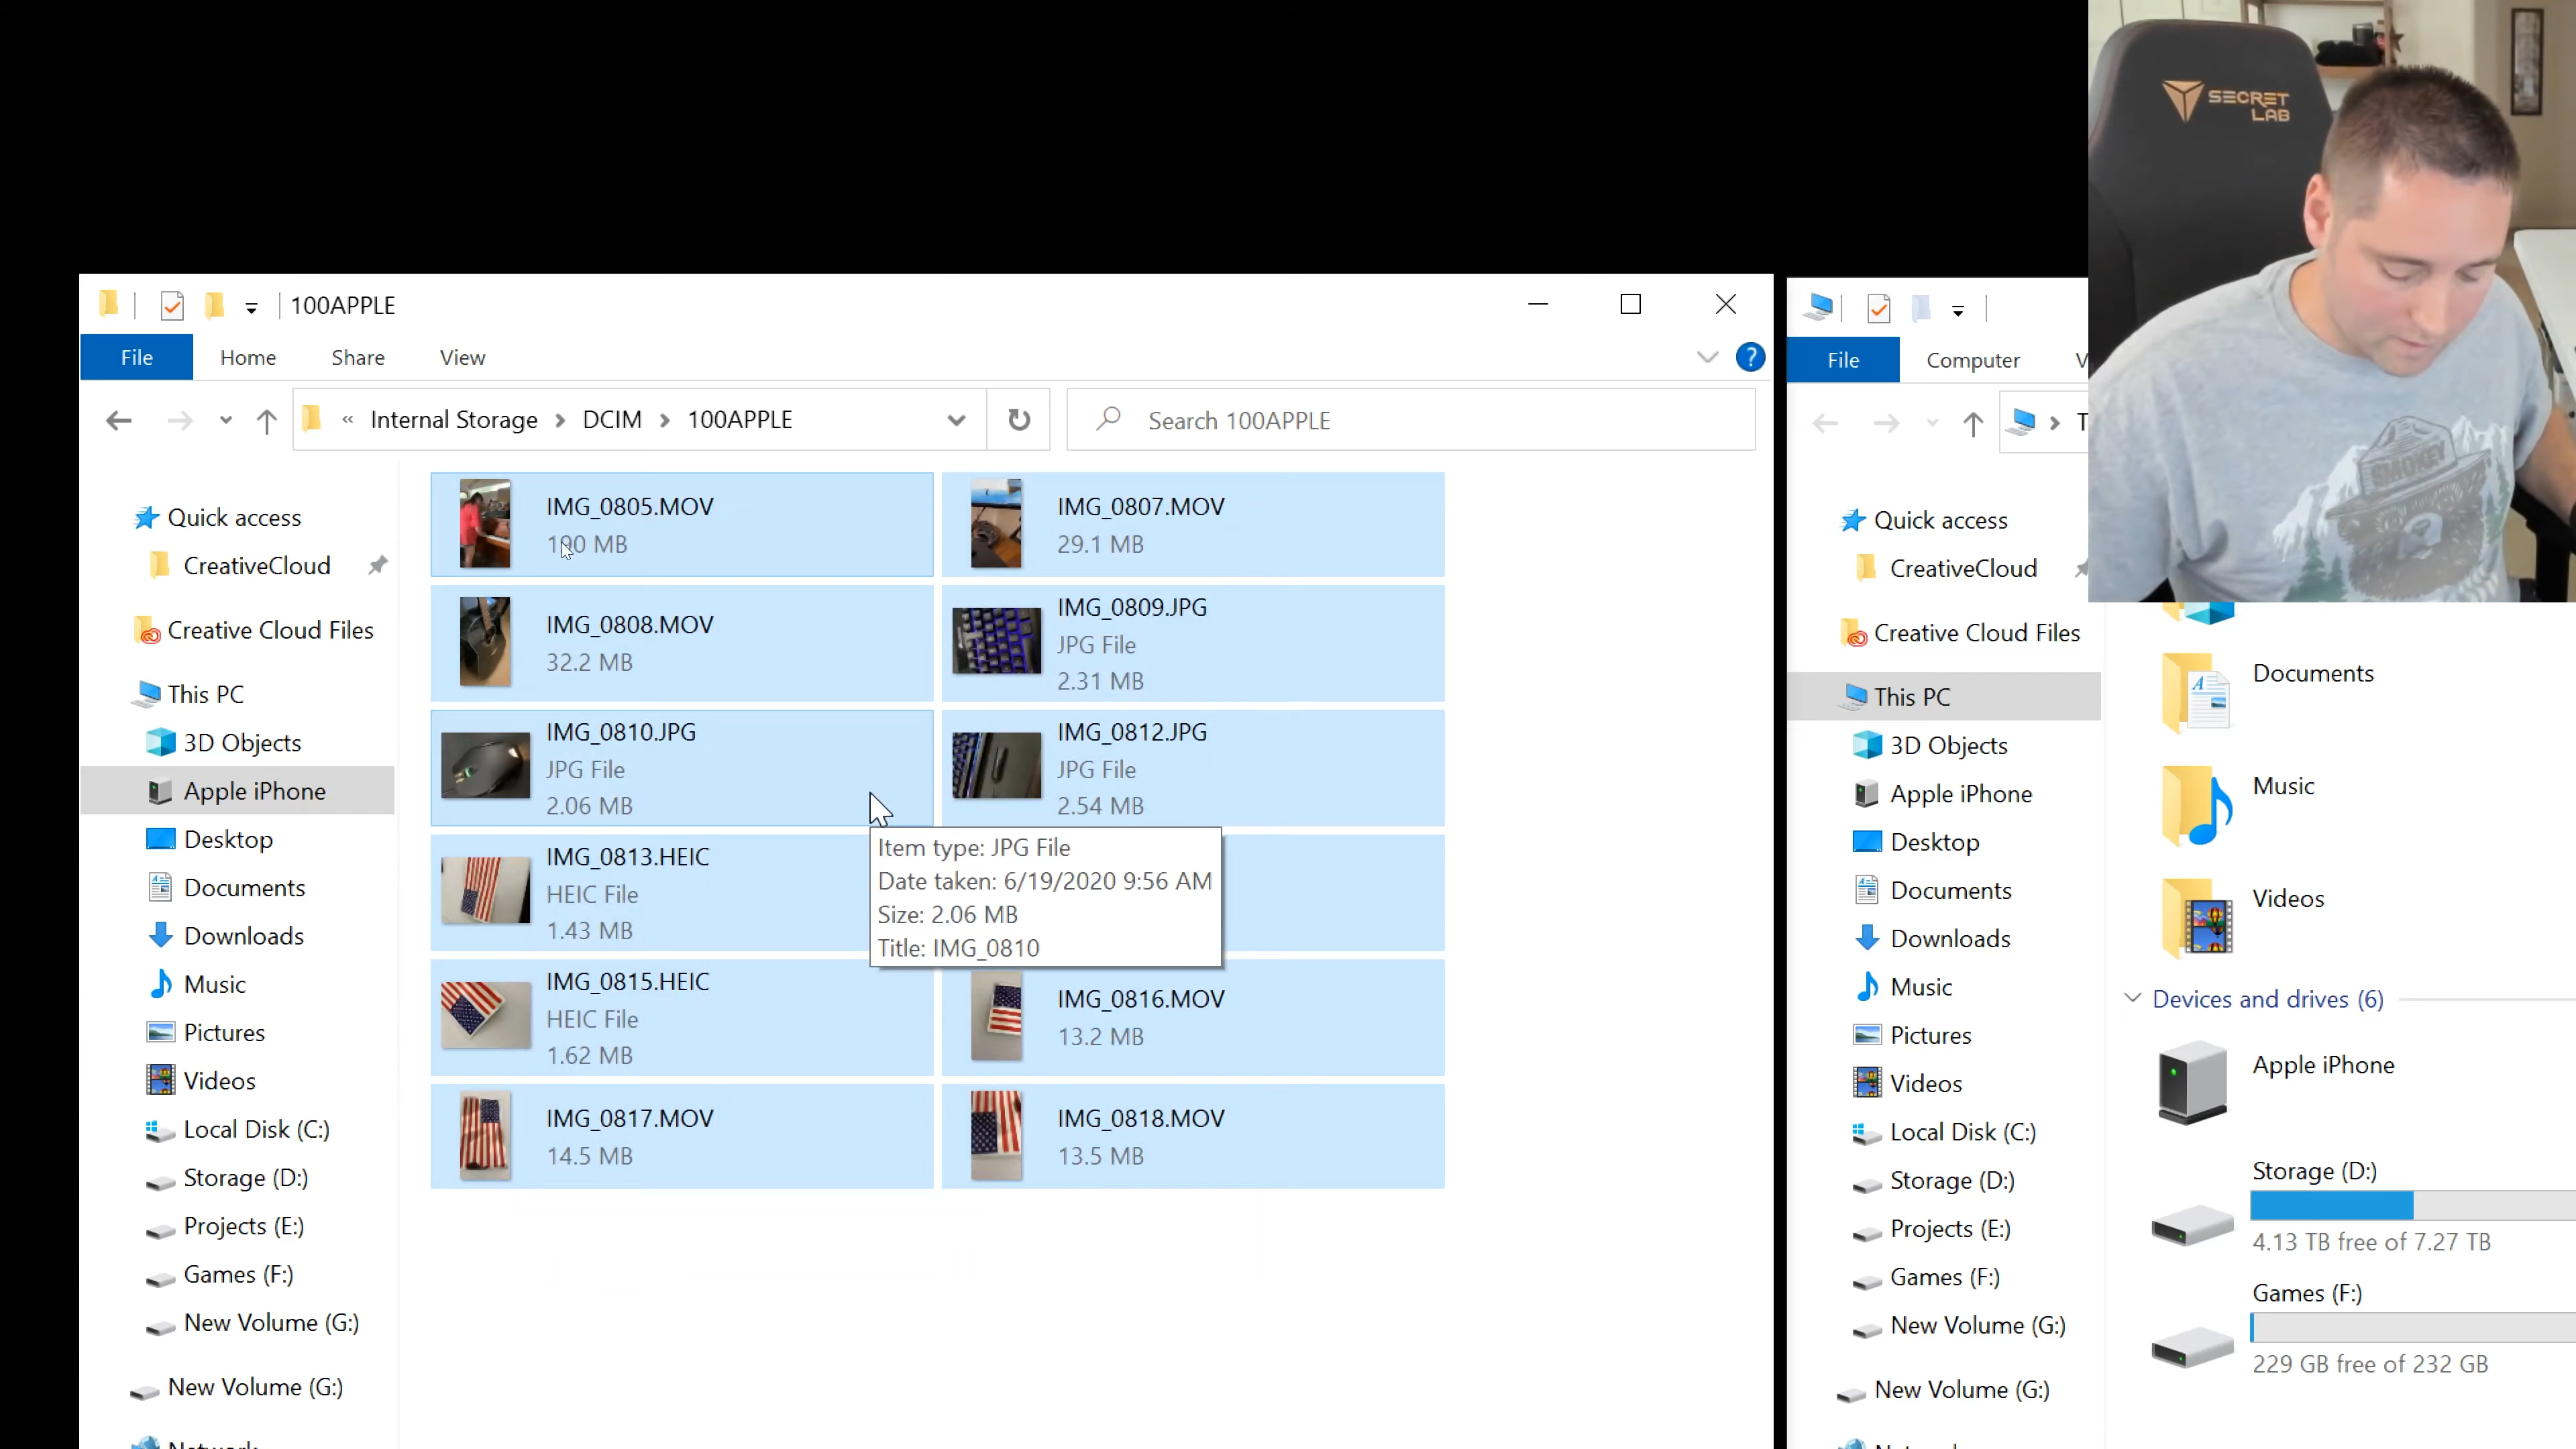 100APPLE
File
Home
Share
View
?
«
Internal Storage
DCIM
100APPLE
Search 100APPLE
Quick access
CreativeCloud
Creative Cloud Files
This PC
3D Objects
Apple iPhone
Desktop
Documents
Downloads
Music
Pictures
Videos
Local Disk (C:)
Storage (D:)
Projects (E:)
Games (F:)
New Volume (G:)
New Volume (G:)
IMG_0805.MOV
190 MB
IMG_0807.MOV
29.1 MB
IMG_0808.MOV
32.2 MB
IMG_0809.JPG
JPG File
2.31 MB
IMG_0810.JPG
JPG File
2.06 MB
IMG_0812.JPG
JPG File
2.54 MB
IMG_0813.HEIC
HEIC File
1.43 MB
Item type: JPG File
Date taken: 6/19/2020 9:56 AM
Size: 2.06 MB
Title: IMG_0810
IMG_0815.HEIC
HEIC File
1.62 MB
IMG_0816.MOV
13.2 MB
IMG_0817.MOV
14.5 MB
IMG_0818.MOV
13.5 MB
File
Computer
Quick access
CreativeCloud
Creative Cloud Files
This PC
3D Objects
Apple iPhone
Desktop
Documents
Downloads
Music
Pictures
Videos
Local Disk (C:)
Storage (D:)
Projects (E:)
Games (F:)
New Volume (G:)
New Volume (G:)
Documents
Music
Videos
Devices and drives (6)
Apple iPhone
Storage (D:)
4.13 TB free of 7.27 TB
Games (F:)
229 GB free of 232 GB
SECRET
LAB
SMOKEY